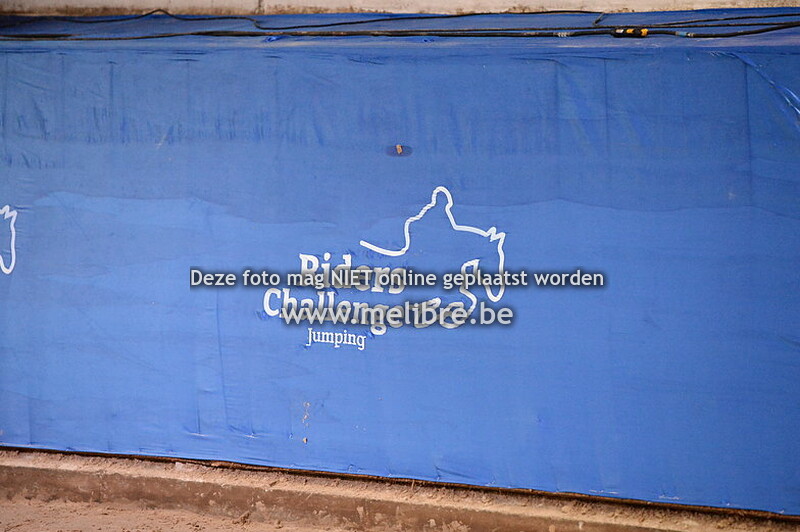 Riders
Deze foto mag NIET online geplaatst worden
Challenge
www.melibre.be
Jumping